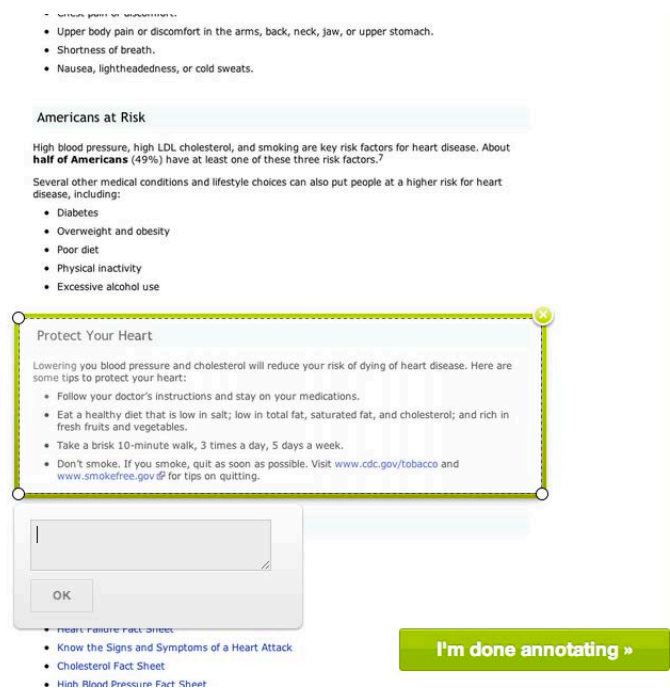 Chest pain or discomfort.
• Upper body pain or discomfort in the arms, back, neck, jaw, or upper stomach.
• Shortness of breath.
• Nausea, lightheadedness, or cold sweats.
Americans at Risk
High blood pressure, high LDL cholesterol, and smoking are key risk factors for heart disease. About
half of Americans (49%) have at least one of these three risk factors.7
Several other medical conditions and lifestyle choices can also put people at a higher risk for heart
disease, including:
• Diabetes
• Overweight and obesity
• Poor diet
• Physical inactivity
• Excessive alcohol use
Protect Your Heart
Lowering you blood pressure and cholesterol will reduce your risk of dying of heart disease. Here are
some tips to protect your heart:
• Follow your doctor's instructions and stay on your medications.
• Eat a healthy diet that is low in salt; low in total fat, saturated fat, and cholesterol; and rich in
fresh fruits and vegetables.
• Take a brisk 10-minute walk, 3 times a day, 5 days a week.
• Don't smoke. If you smoke, quit as soon as possible. Visit www.cdc.gov/tobacco and
www.smokefree.gov for tips on quitting.
OK
• Heart Failure Fact Sheet
• Know the Signs and Symptoms of a Heart Attack
I'm done annotating »
• Cholesterol Fact Sheet
• High Blood Pressure Fact Sheet